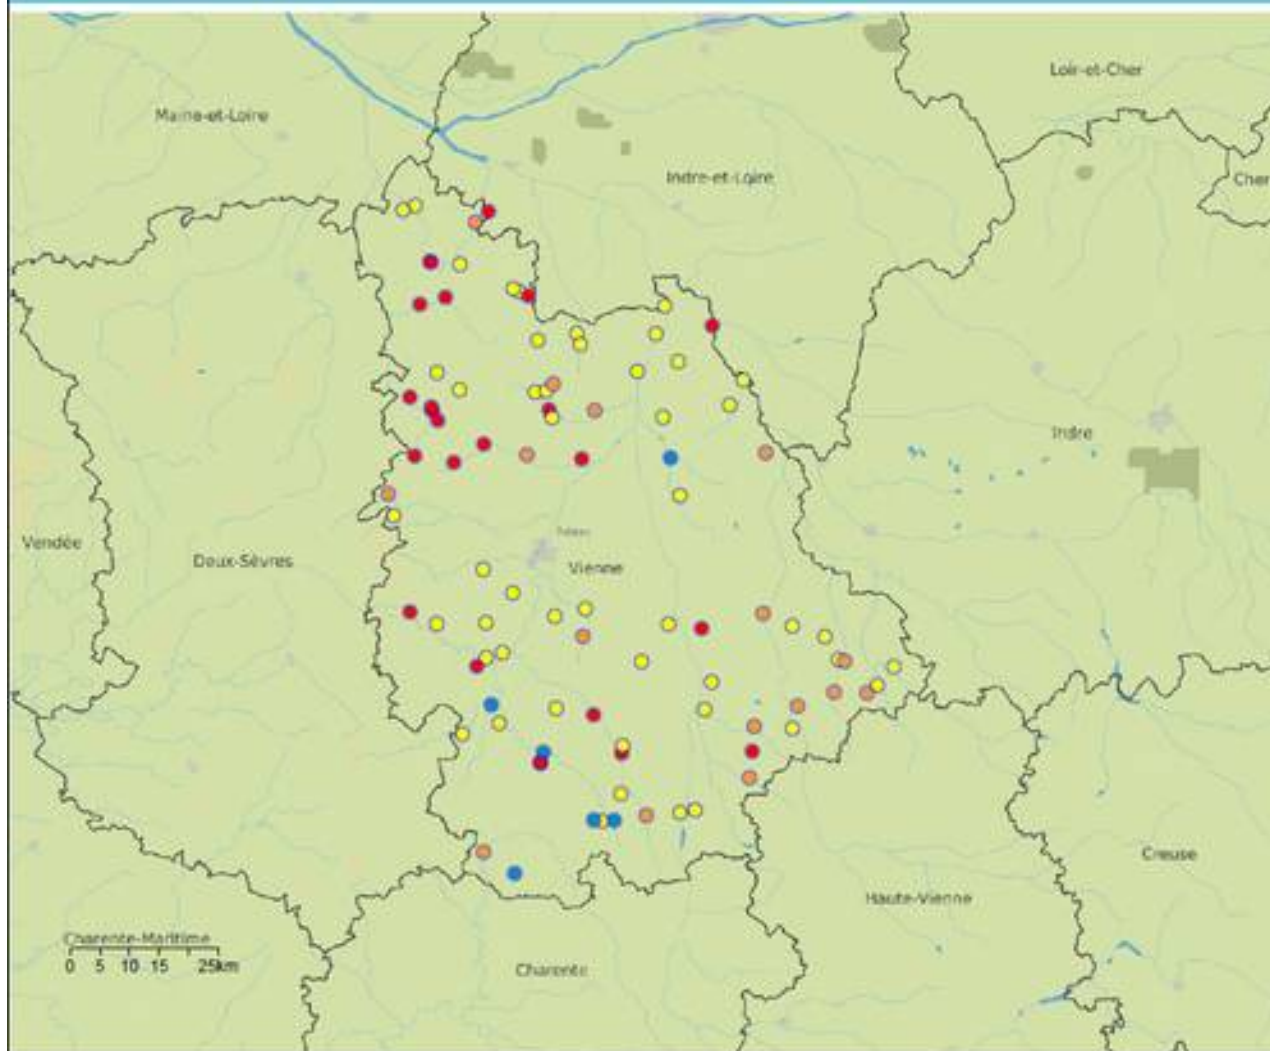 Loir-et-Cher
Maine-et-Loire
Indre-et-Loire
Cher
Indre
Vendée
Deux-Sèvres
Vienne
Creuse
Haute-Vienne
Charente-Maritime
0 5 10 15 25km
Charente